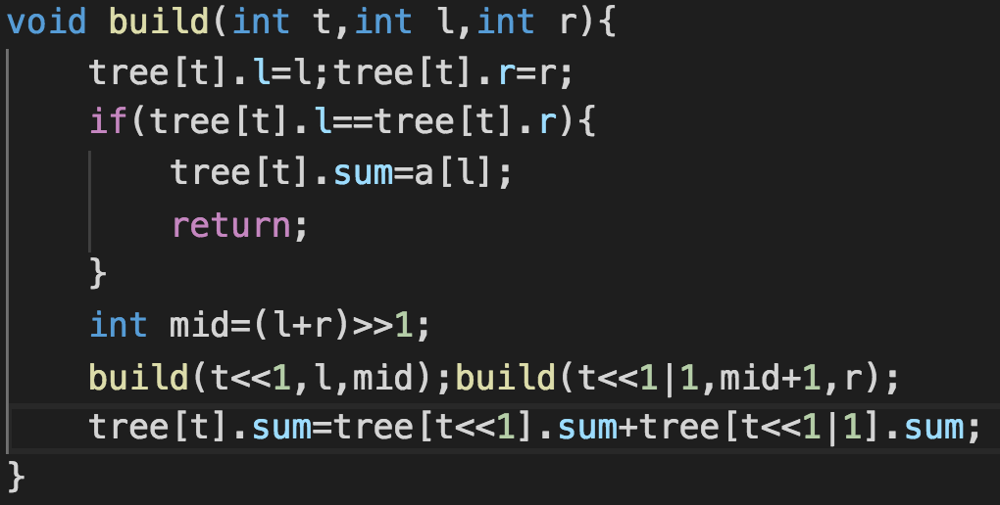 void build(int t,int l,int r){
    tree[t].l=l;tree[t].r=r;
    if(tree[t].l==tree[t].r){
        tree[t].sum=a[l];
        return;
    }
    int mid=(l+r)>>1;
    build(t<<1,l,mid);build(t<<1|1,mid+1,r);
    tree[t].sum=tree[t<<1].sum+tree[t<<1|1].sum;
}